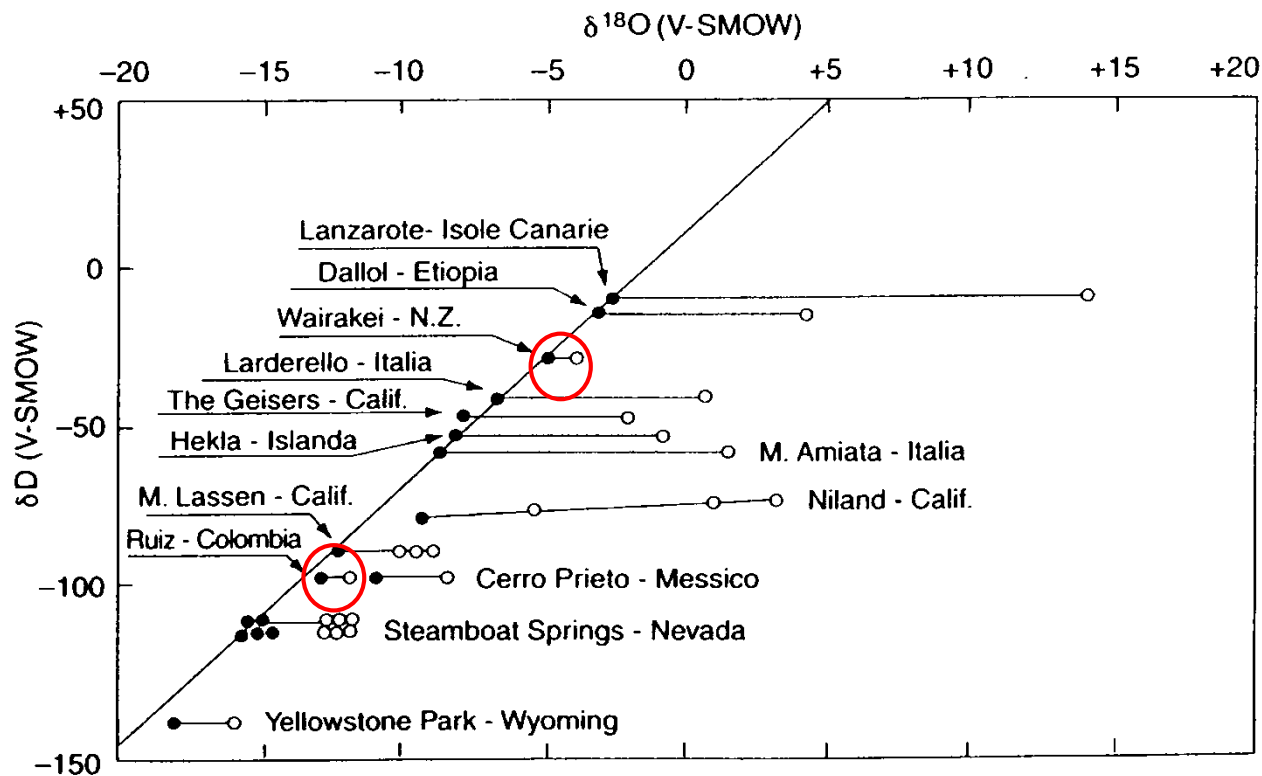 δ 18O (V-SMOW)
−20 −15 −10 −5 0 +5 +10 +15 +20
+50
Lanzarote- Isole Canarie
0
Dallol - Etiopia
Wairakei - N.Z.
Larderello - Italia
The Geisers - Calif.
−50
Hekla - Islanda
M. Amiata - Italia
δD (V-SMOW)
M. Lassen - Calif.
Niland - Calif.
Ruiz - Colombia
−100
Cerro Prieto - Messico
Steamboat Springs - Nevada
Yellowstone Park - Wyoming
−150